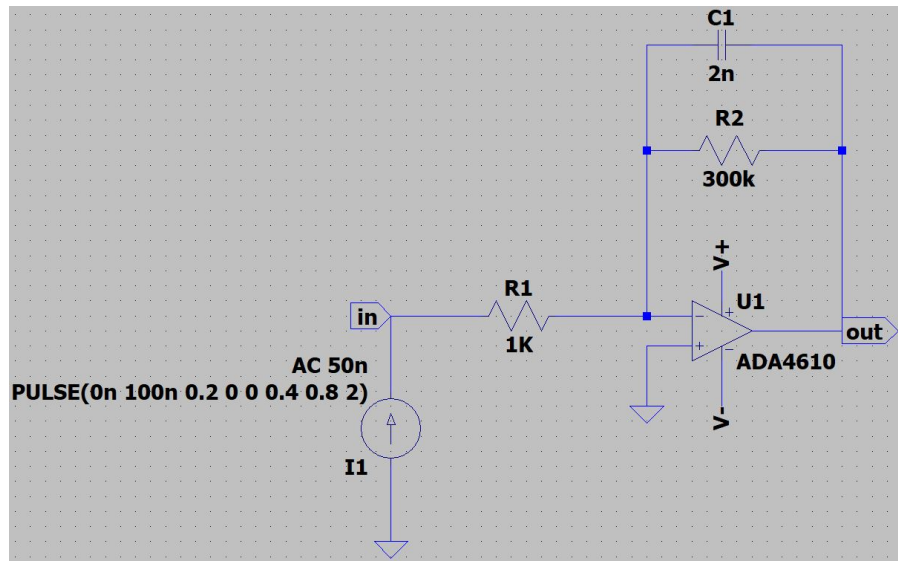 C1
2n
R2
300k
V+
R1
U1
in
1K
out
ADA4610
AC 50n
PULSE(0n 100n 0.2 0 0 0.4 0.8 2)
V-
I1